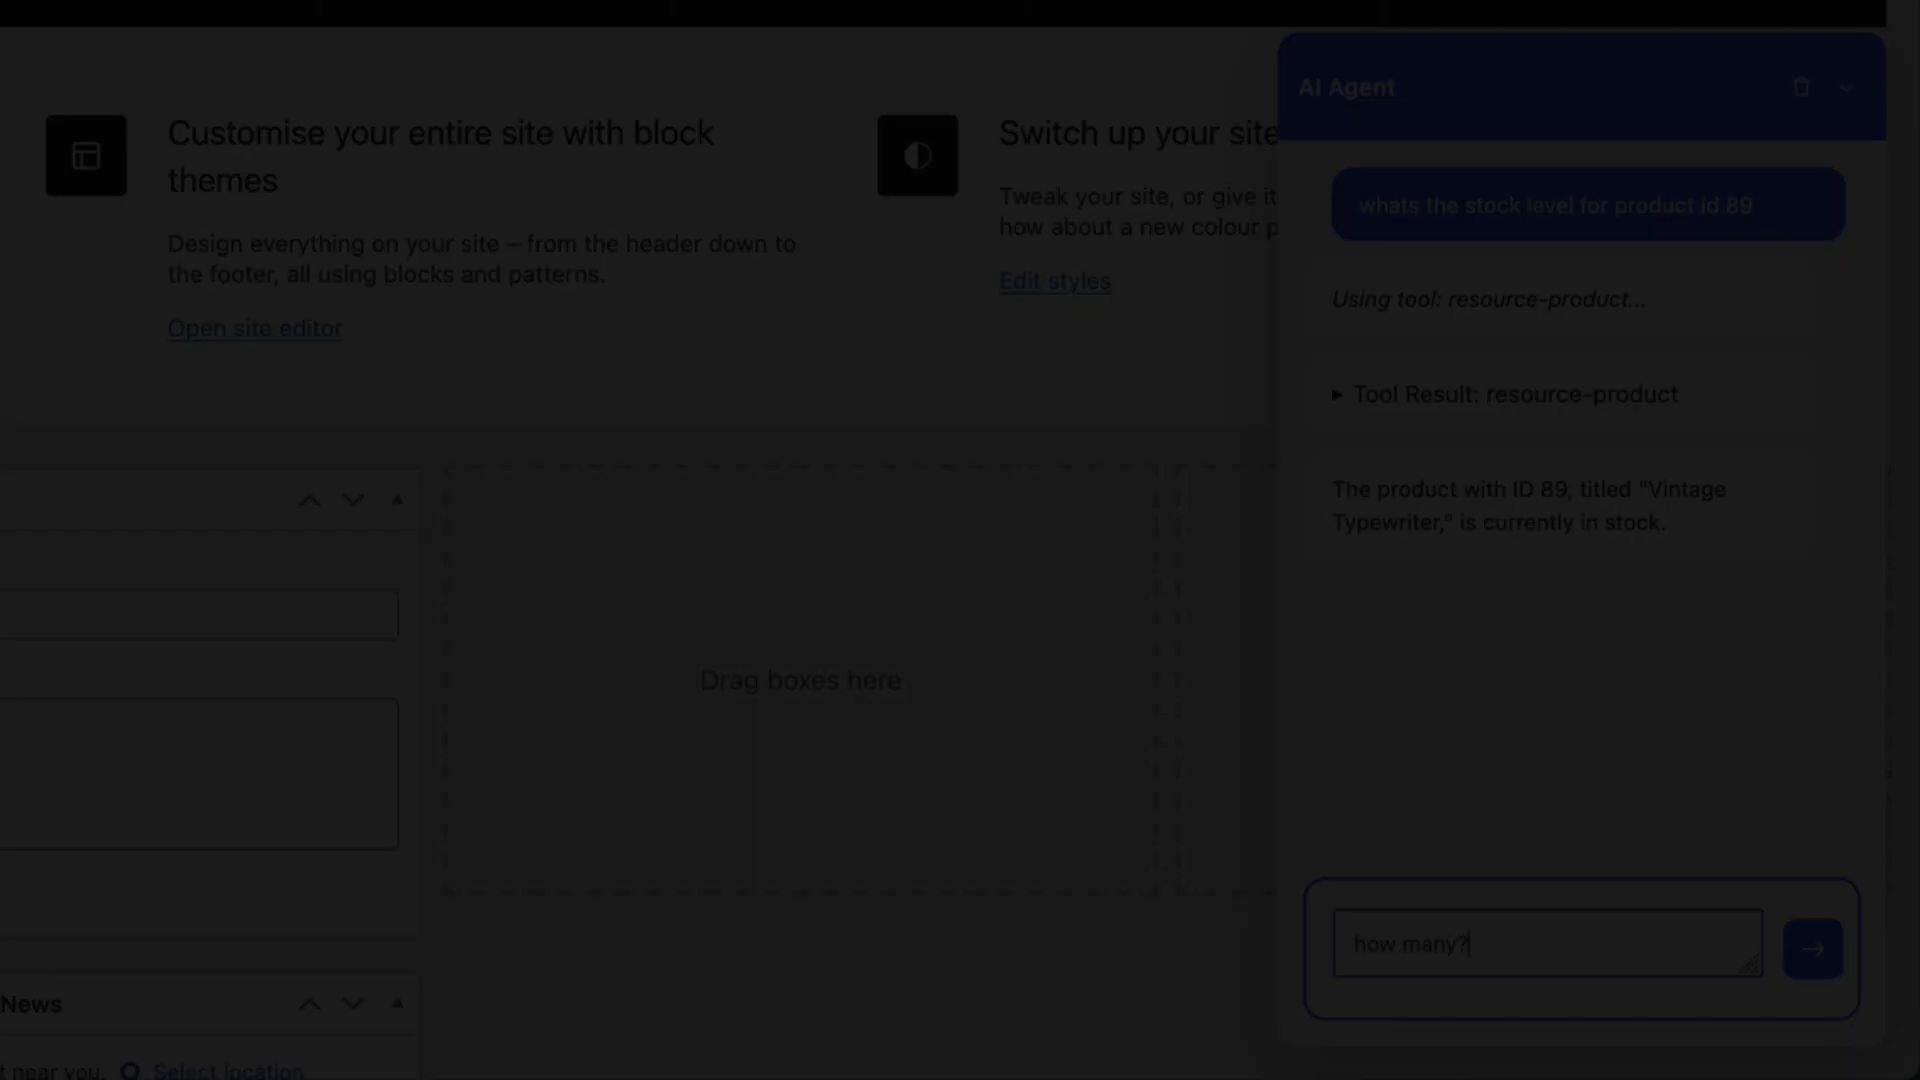 Customise your entire site with block
themes
Design everything on your site – from the header down to
the footer, all using blocks and patterns.
Open site editor
Switch up your site
Tweak your site, or give it
how about a new colour p
Edit styles
Drag boxes here
News
t near you.
Select location
AI Agent
whats the stock level for product id 89
Using tool: resource-product...
Tool Result: resource-product
The product with ID 89, titled "Vintage
Typewriter," is currently in stock.
how many?